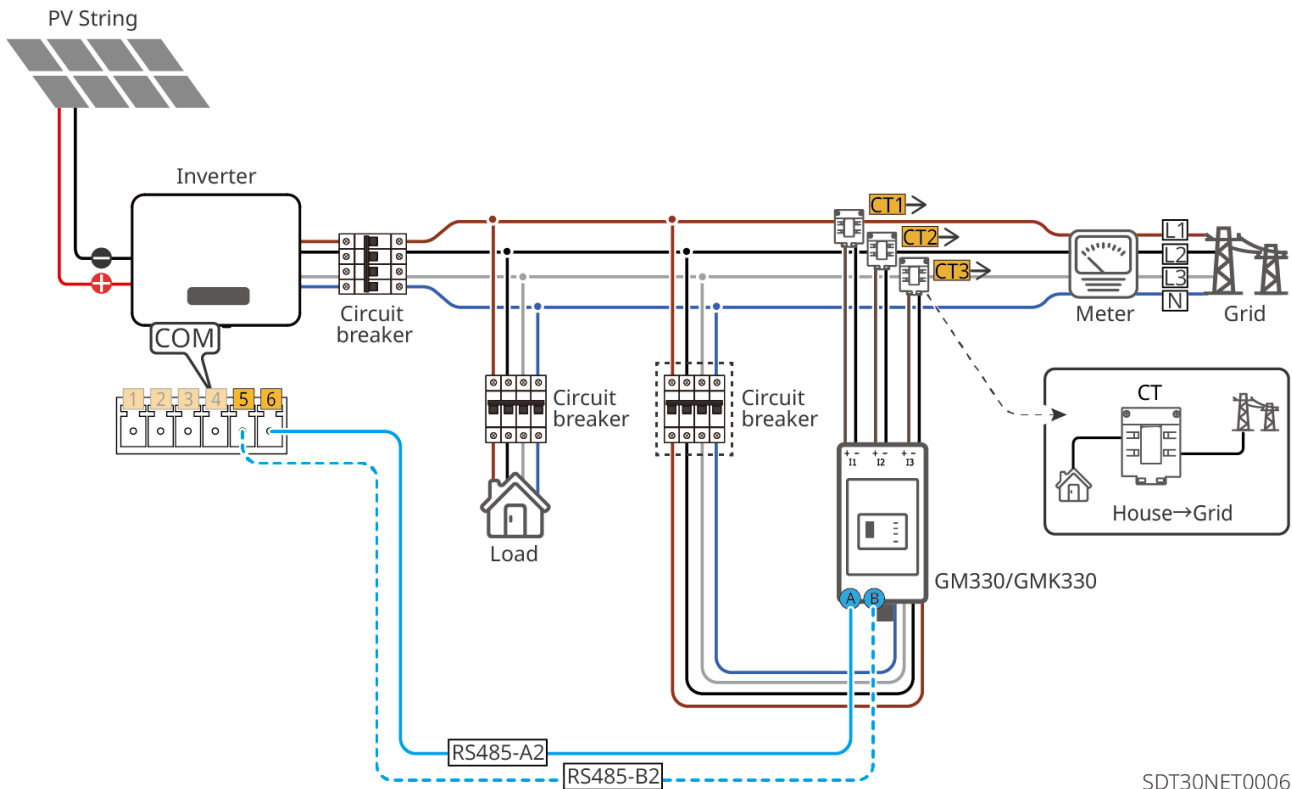 PV String
Inverter
CT1
CT2
CT3
L1
L2
L3
N
Circuit
breaker
Meter
Grid
COM
1 2 3 4 5 6
Circuit
breaker
Circuit
breaker
CT
House→Grid
+ - + - + -
I1 I2 I3
Load
GM330/GMK330
A B
RS485-A2
RS485-B2
SDT30NET0006